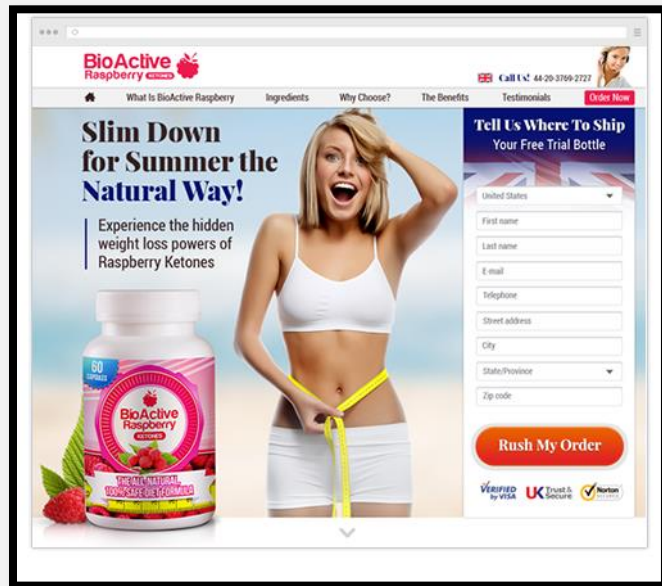 BioActive
Raspberry KETONES
Call Us! 44-20-3769-2727
What Is BioActive Raspberry Ingredients Why Choose? The Benefits Testimonials Order Now
Slim Down
for Summer the
Natural Way!
Experience the hidden
weight loss powers of
Raspberry Ketones
60
CAPSULES
BioActive
Raspberry
KETONES
THE ALL-NATURAL,
100% SAFE DIET FORMULA
Tell Us Where To Ship
Your Free Trial Bottle
United States
First name
Last name
E-mail
Telephone
Street address
City
State/Province
Zip code
Rush My Order
VERIFIED
by VISA
UK Trust &
Secure
Norton